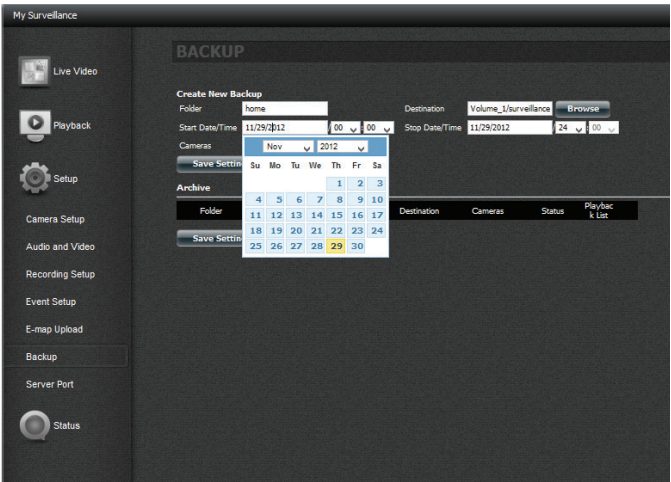 My Surveillance
BACKUP
Live Video
Playback
Setup
Camera Setup
Audio and Video
Recording Setup
Event Setup
E-map Upload
Backup
Server Port
Status
Create New Backup
Folder home Destination Volume_1/surveillance Browse
Start Date/Time 11/29/2012 / 00 : 00 Stop Date/Time 11/29/2012 / 24 : 00
Cameras
Nov 2012
Save Settin
Su Mo Tu We Th Fr Sa
1 2 3
4 5 6 7 8 9 10
11 12 13 14 15 16 17
18 19 20 21 22 23 24
25 26 27 28 29 30
Archive
Folder Destination Cameras Status Playbac
k List
Save Settin